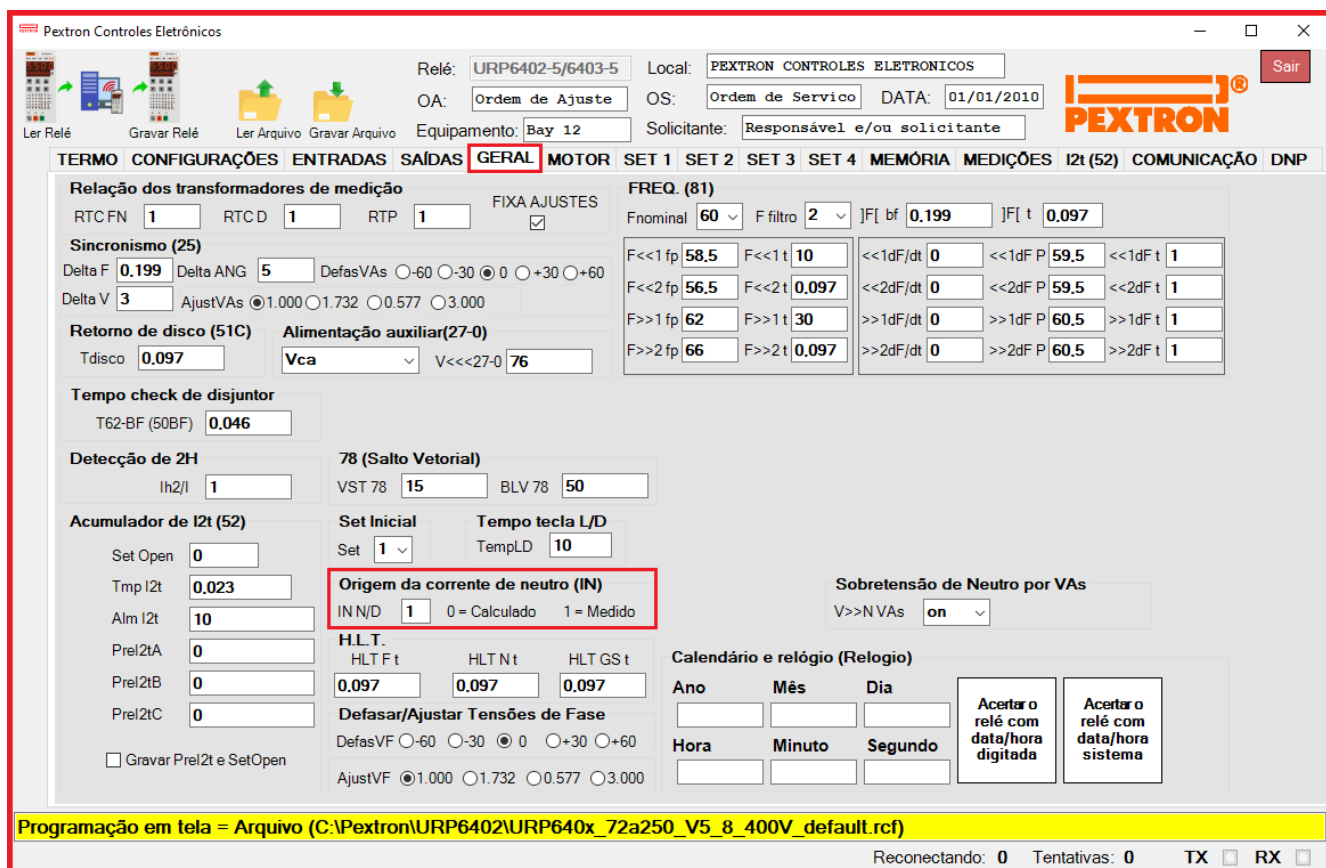 Pextron Controles Eletrônicos
Relé: URP6402-5/6403-5 Local: PEXTRON CONTROLES ELETRONICOS Sair
OA: Ordem de Ajuste OS: Ordem de Servico DATA: 01/01/2010
Ler Relé Gravar Relé Ler Arquivo Gravar Arquivo Equipamento: Bay 12 Solicitante: Responsável e/ou solicitante PEXTRON®
TERMO CONFIGURAÇÕES ENTRADAS SAÍDAS GERAL MOTOR SET 1 SET 2 SET 3 SET 4 MEMÓRIA MEDIÇÕES I2t (52) COMUNICAÇÃO DNP
Relação dos transformadores de medição
RTC FN 1 RTC D 1 RTP 1 FIXA AJUSTES
Sincronismo (25)
Delta F 0.199 Delta ANG 5 DefasVAs -60 -30 0 +30 +60
Delta V 3 AjustVAs 1.000 1.732 0.577 3.000
Retorno de disco (51C)
Tdisco 0.097
Alimentação auxiliar(27-0)
Vca V<<<27-0 76
Tempo check de disjuntor
T62-BF (50BF) 0.046
FREQ. (81)
Fnominal 60 F filtro 2 ]F[ bf 0.199 ]F[ t 0.097
F<<1 fp 58.5 F<<1 t 10 <<1dF/dt 0 <<1dF P 59.5 <<1dF t 1
F<<2 fp 56.5 F<<2 t 0.097 <<2dF/dt 0 <<2dF P 59.5 <<2dF t 1
F>>1 fp 62 F>>1 t 30 >>1dF/dt 0 >>1dF P 60.5 >>1dF t 1
F>>2 fp 66 F>>2 t 0.097 >>2dF/dt 0 >>2dF P 60.5 >>2dF t 1
Detecção de 2H
Ih2/I 1
78 (Salto Vetorial)
VST 78 15 BLV 78 50
Acumulador de I2t (52)
Set Open 0
Tmp I2t 0.023
Alm I2t 10
PreI2tA 0
PreI2tB 0
PreI2tC 0
Gravar PreI2t e SetOpen
Set Inicial
Set 1
Tempo tecla L/D
TempLD 10
Origem da corrente de neutro (IN)
IN N/D 1 0 = Calculado 1 = Medido
Sobretensão de Neutro por VAs
V>>N VAs on
H.L.T.
HLT F t HLT N t HLT GS t
0.097 0.097 0.097
Defasar/Ajustar Tensões de Fase
DefasVF -60 -30 0 +30 +60
AjustVF 1.000 1.732 0.577 3.000
Calendário e relógio (Relogio)
Ano Mês Dia
Hora Minuto Segundo
Acertar o
relé com
data/hora
digitada
Acertar o
relé com
data/hora
sistema
Programação em tela = Arquivo (C:\Pextron\URP6402\URP640x_72a250_V5_8_400V_default.rcf)
Reconectando: 0 Tentativas: 0 TX RX